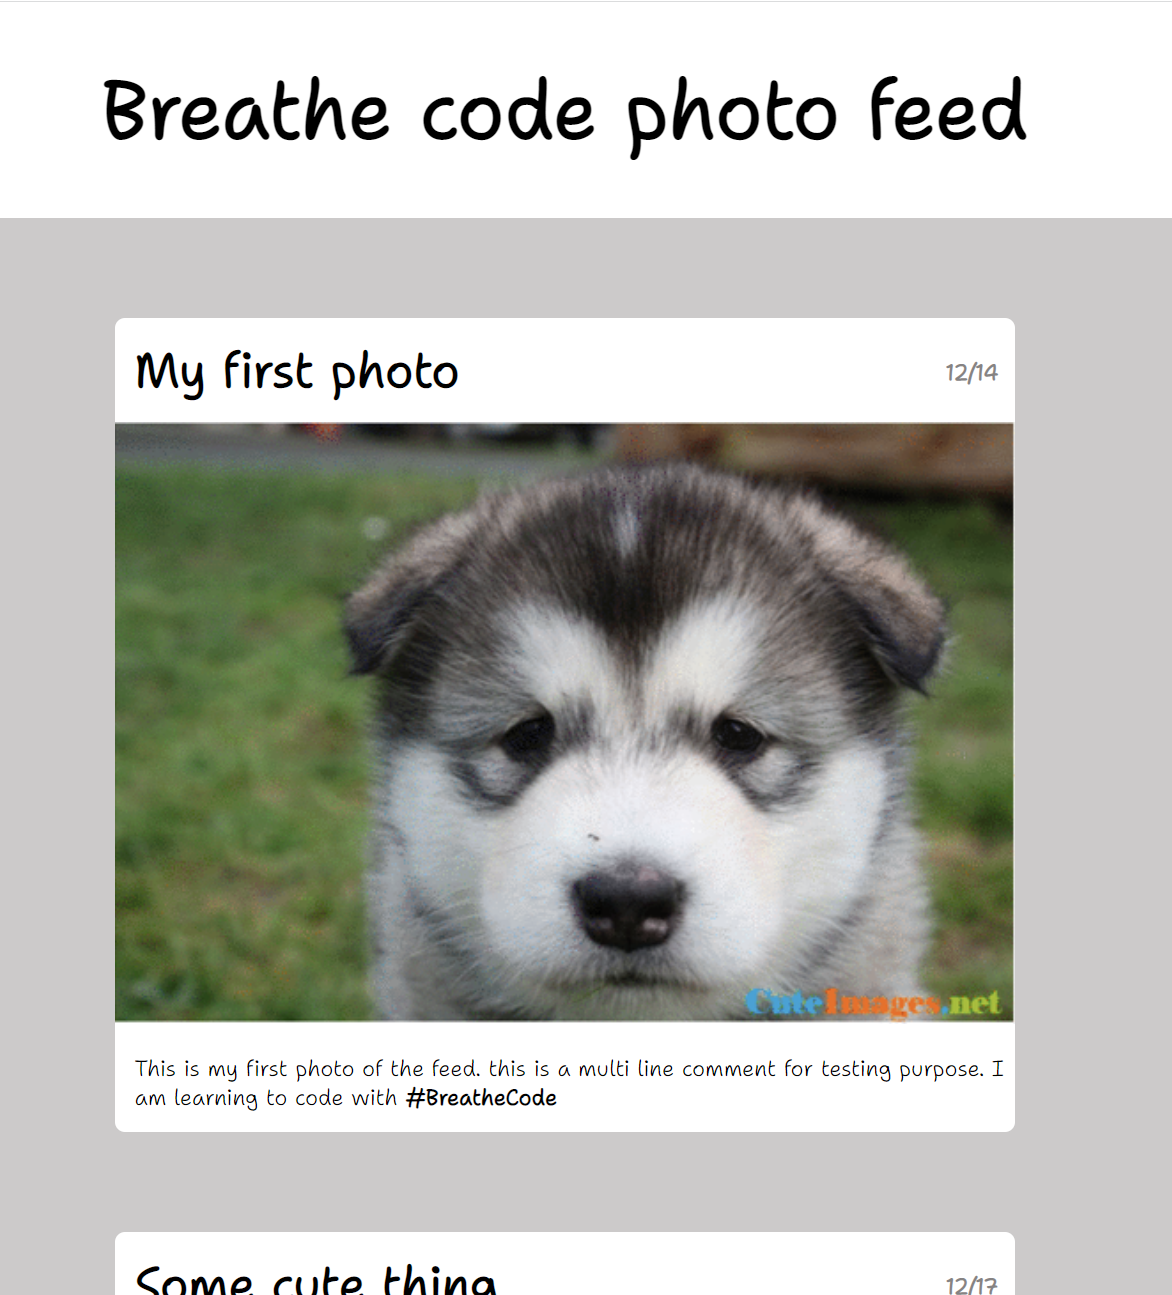 Breathe code photo feed
My first photo
12/14
CuteImages.net
This is my first photo of the feed. this is a multi line comment for testing purpose. I
am learning to code with #BreatheCode
Some cute thing
12/17